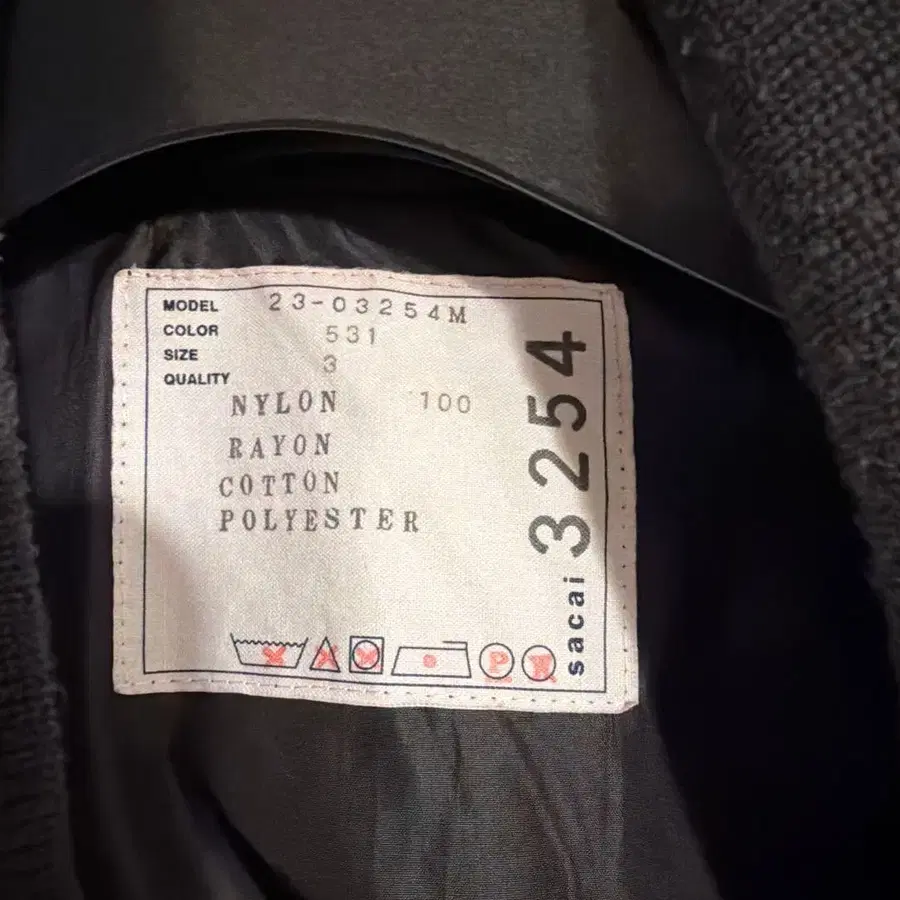 MODEL 23-03254M
COLOR 531
SIZE 3
QUALITY
NYLON 100
RAYON
COTTON
POLYESTER
P
W
sacai 3254